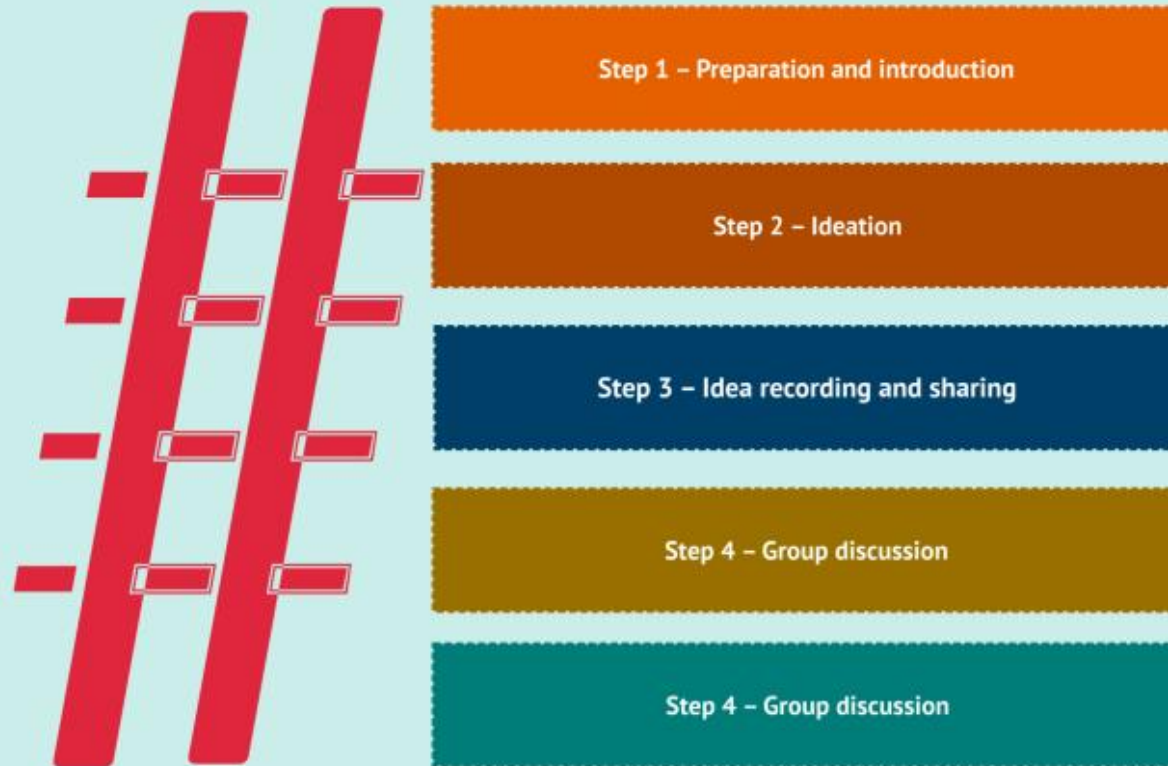 Step 1 – Preparation and introduction
Step 2 – Ideation
Step 3 – Idea recording and sharing
Step 4 – Group discussion
Step 4 – Group discussion